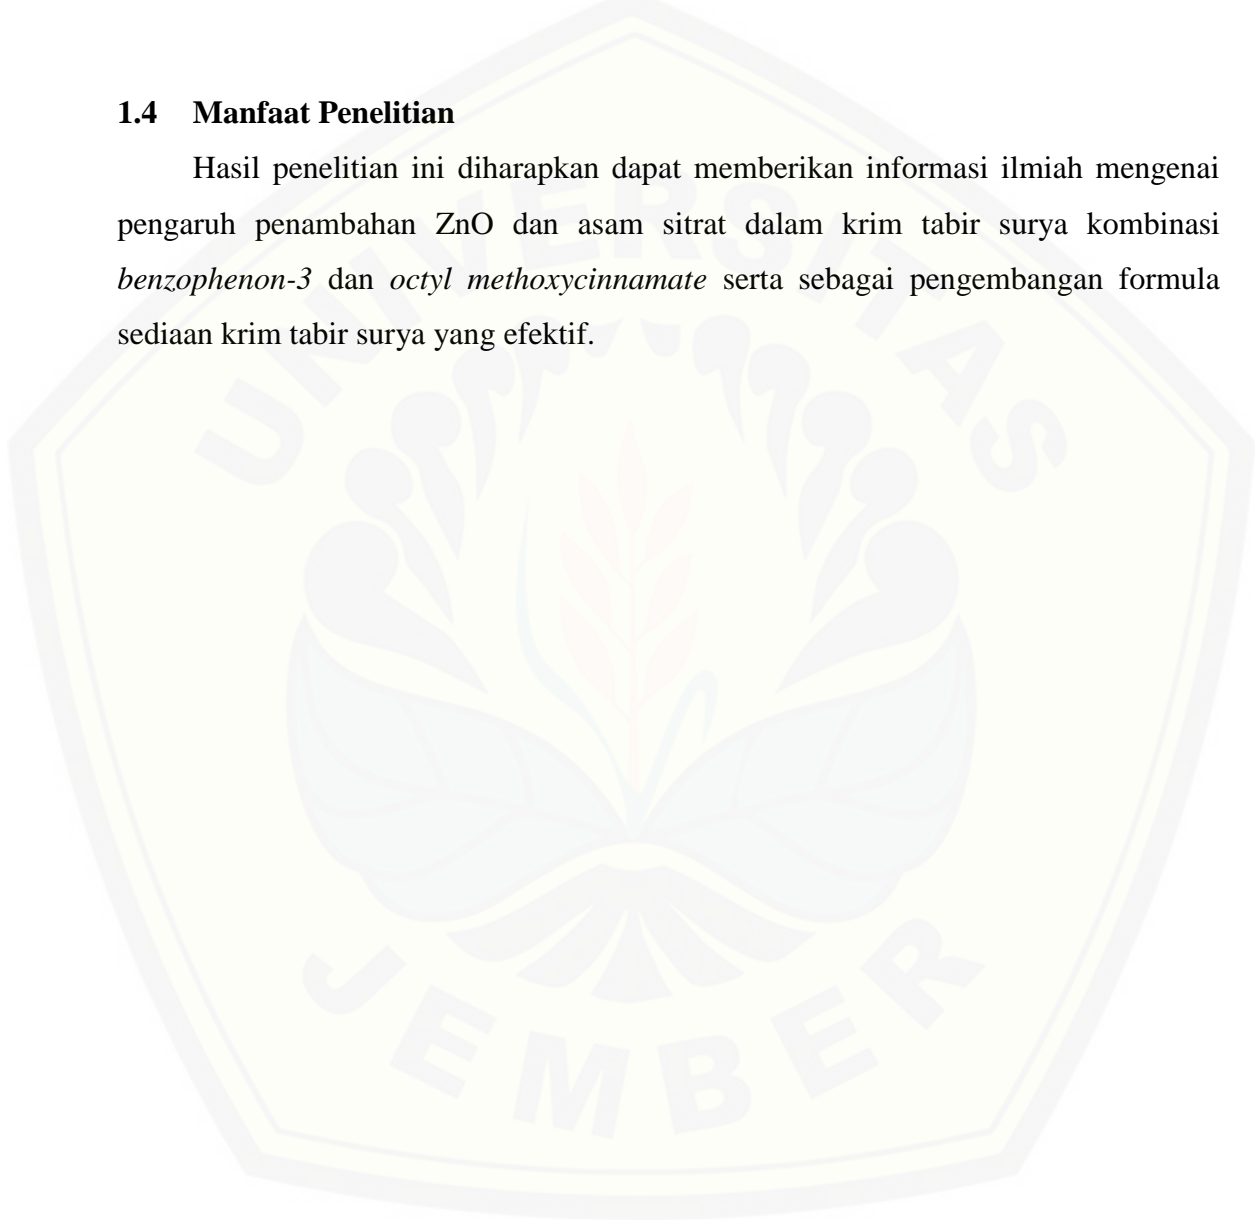 1.4 Manfaat Penelitian
Hasil penelitian ini diharapkan dapat memberikan informasi ilmiah mengenai
pengaruh penambahan ZnO dan asam sitrat dalam krim tabir surya kombinasi
benzophenon-3 dan octyl methoxycinnamate serta sebagai pengembangan formula
sediaan krim tabir surya yang efektif.
UNIVERSITAS
JEMBER